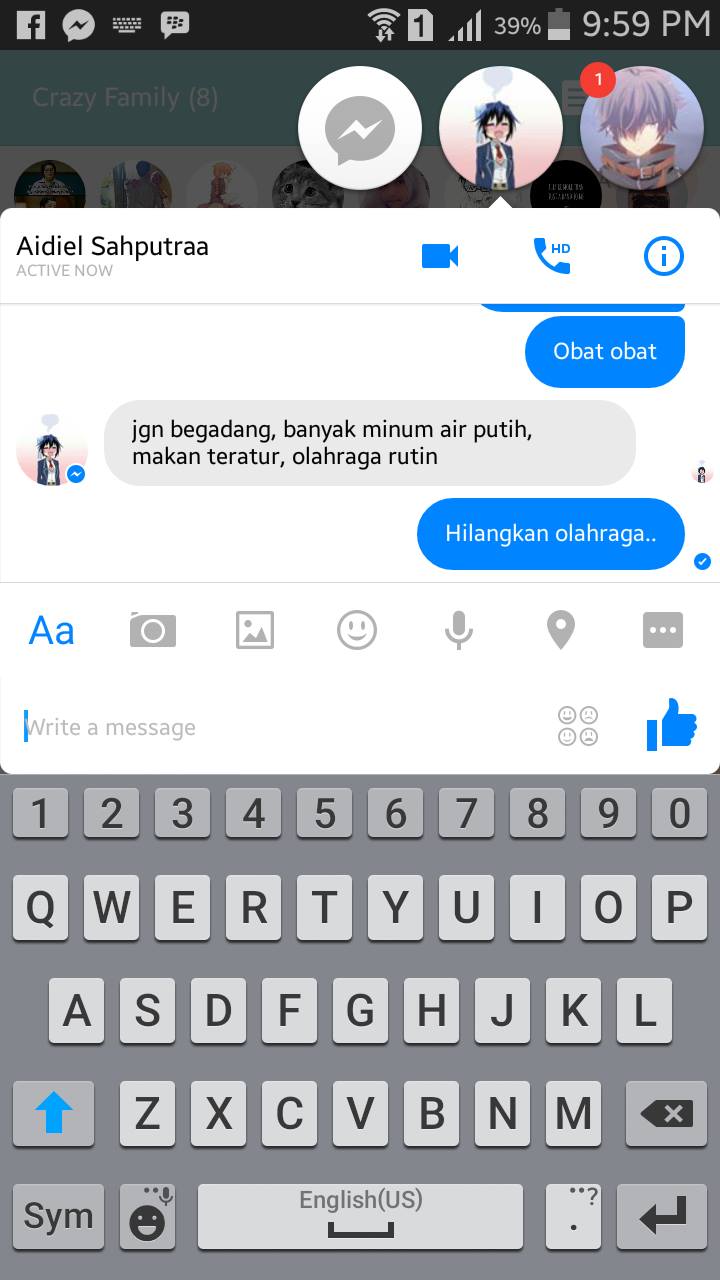 1
39%
9:59 PM
Crazy Family (8)
1
Aidiel Sahputraa
ACTIVE NOW
HD
Obat obat
jgn begadang, banyak minum air putih,
makan teratur, olahraga rutin
Hilangkan olahraga..
Aa
Write a message
1 2 3 4 5 6 7 8 9 0
Q W E R T Y U I O P
A S D F G H J K L
Z X C V B N M
Sym
English(US)
. ?